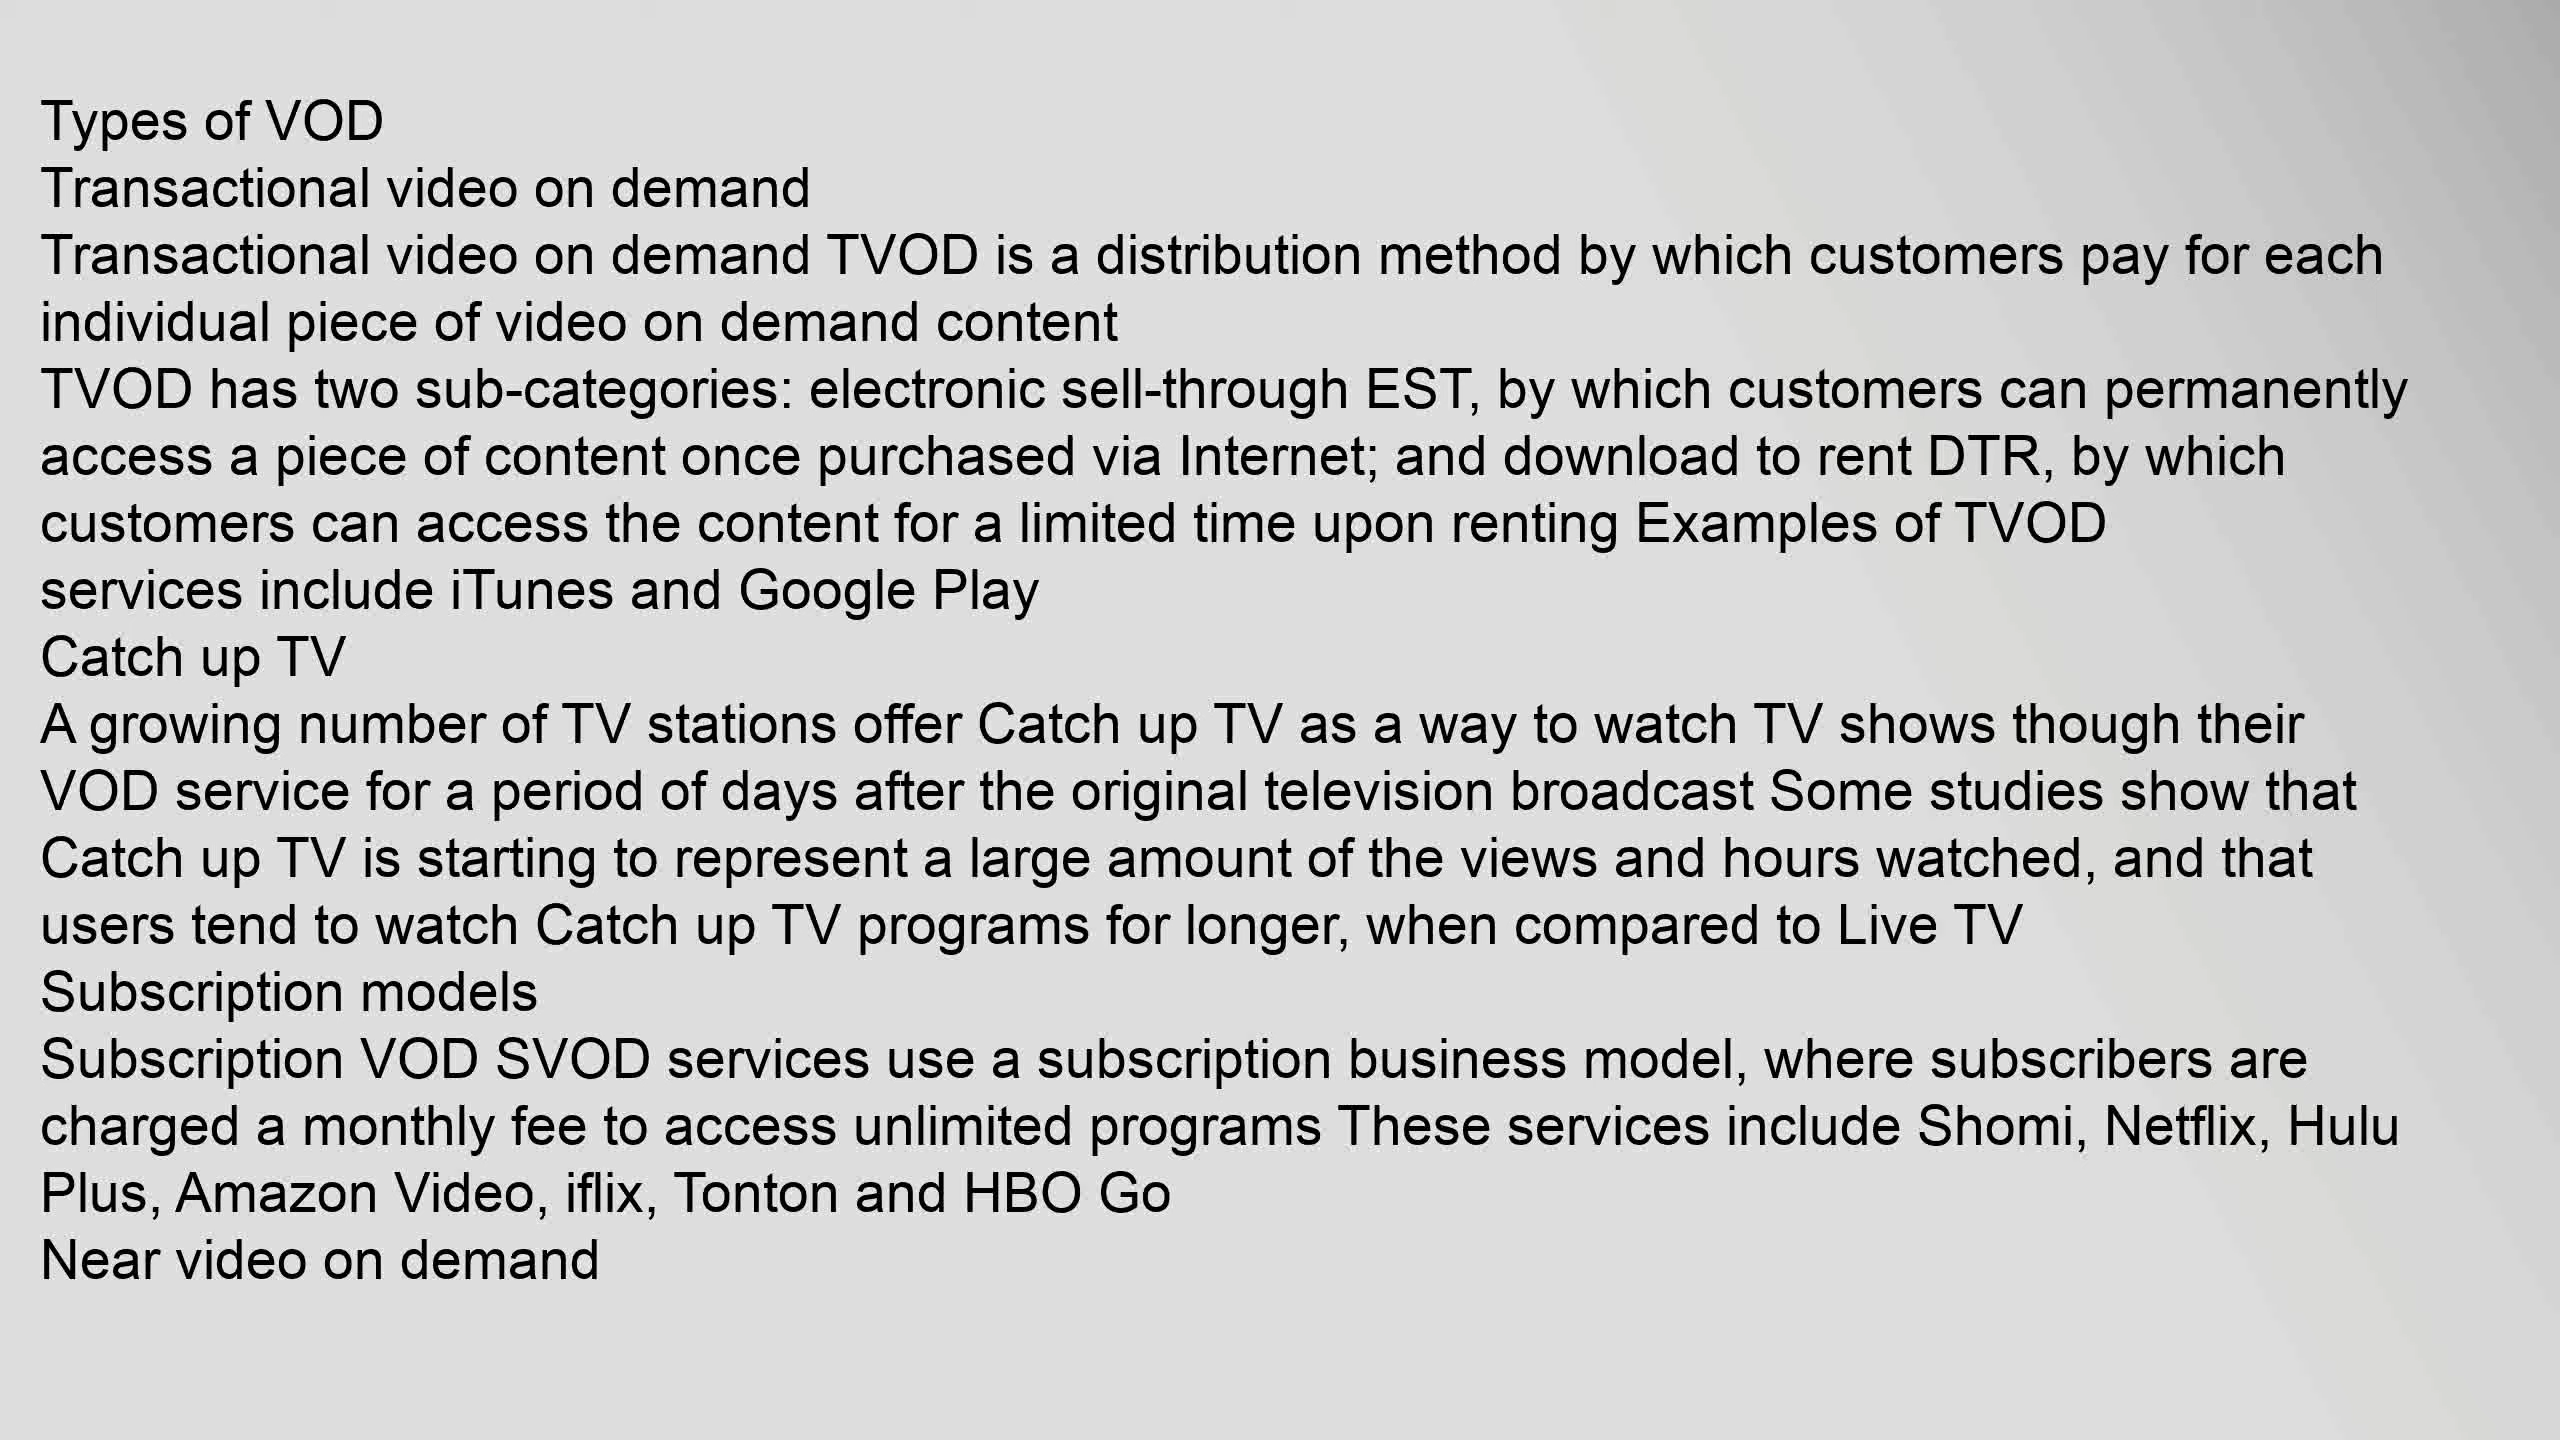 Types of VOD
Transactional video on demand
Transactional video on demand TVOD is a distribution method by which customers pay for each
individual piece of video on demand content
TVOD has two sub-categories: electronic sell-through EST, by which customers can permanently
access a piece of content once purchased via Internet; and download to rent DTR, by which
customers can access the content for a limited time upon renting Examples of TVOD
services include iTunes and Google Play
Catch up TV
A growing number of TV stations offer Catch up TV as a way to watch TV shows though their
VOD service for a period of days after the original television broadcast Some studies show that
Catch up TV is starting to represent a large amount of the views and hours watched, and that
users tend to watch Catch up TV programs for longer, when compared to Live TV
Subscription models
Subscription VOD SVOD services use a subscription business model, where subscribers are
charged a monthly fee to access unlimited programs These services include Shomi, Netflix, Hulu
Plus, Amazon Video, iflix, Tonton and HBO Go
Near video on demand